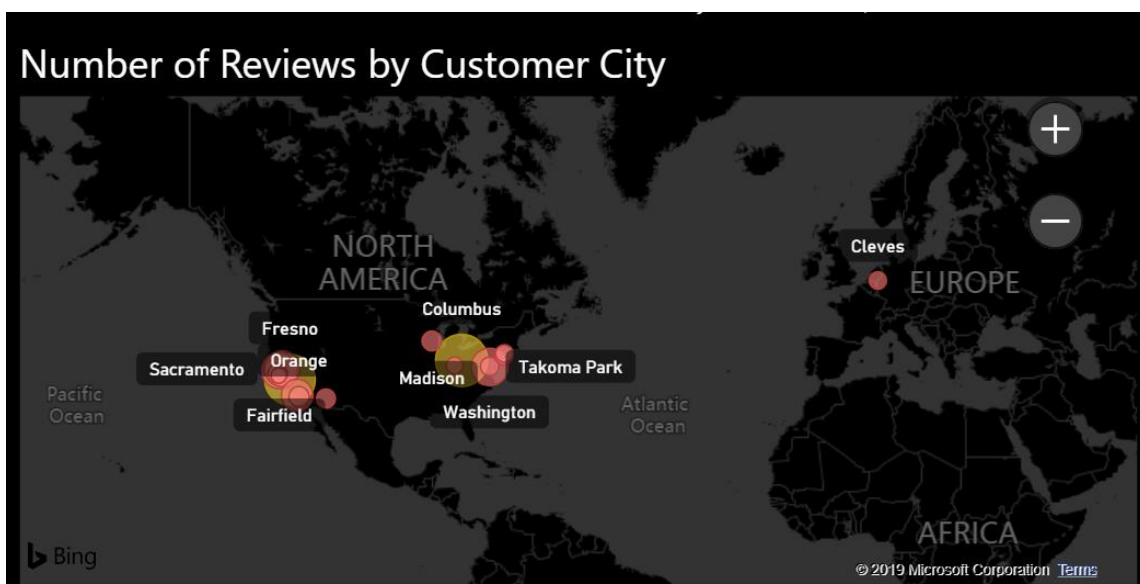 Number of Reviews by Customer City
NORTH
AMERICA
Cleves
EUROPE
Columbus
Fresno
Orange
Sacramento
Madison
Takoma Park
Pacific
Ocean
Fairfield
Washington
Atlantic
Ocean
AFRICA
Bing
© 2019 Microsoft Corporation Terms